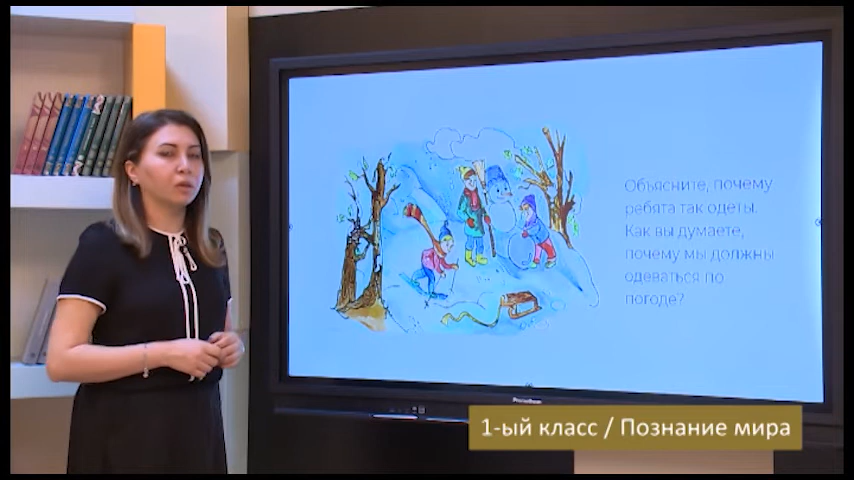 Объясните, почему
ребята так одеты.
Как вы думаете,
почему мы должны
одеваться по
погоде?
Promethean
1-ый класс / Познание мира